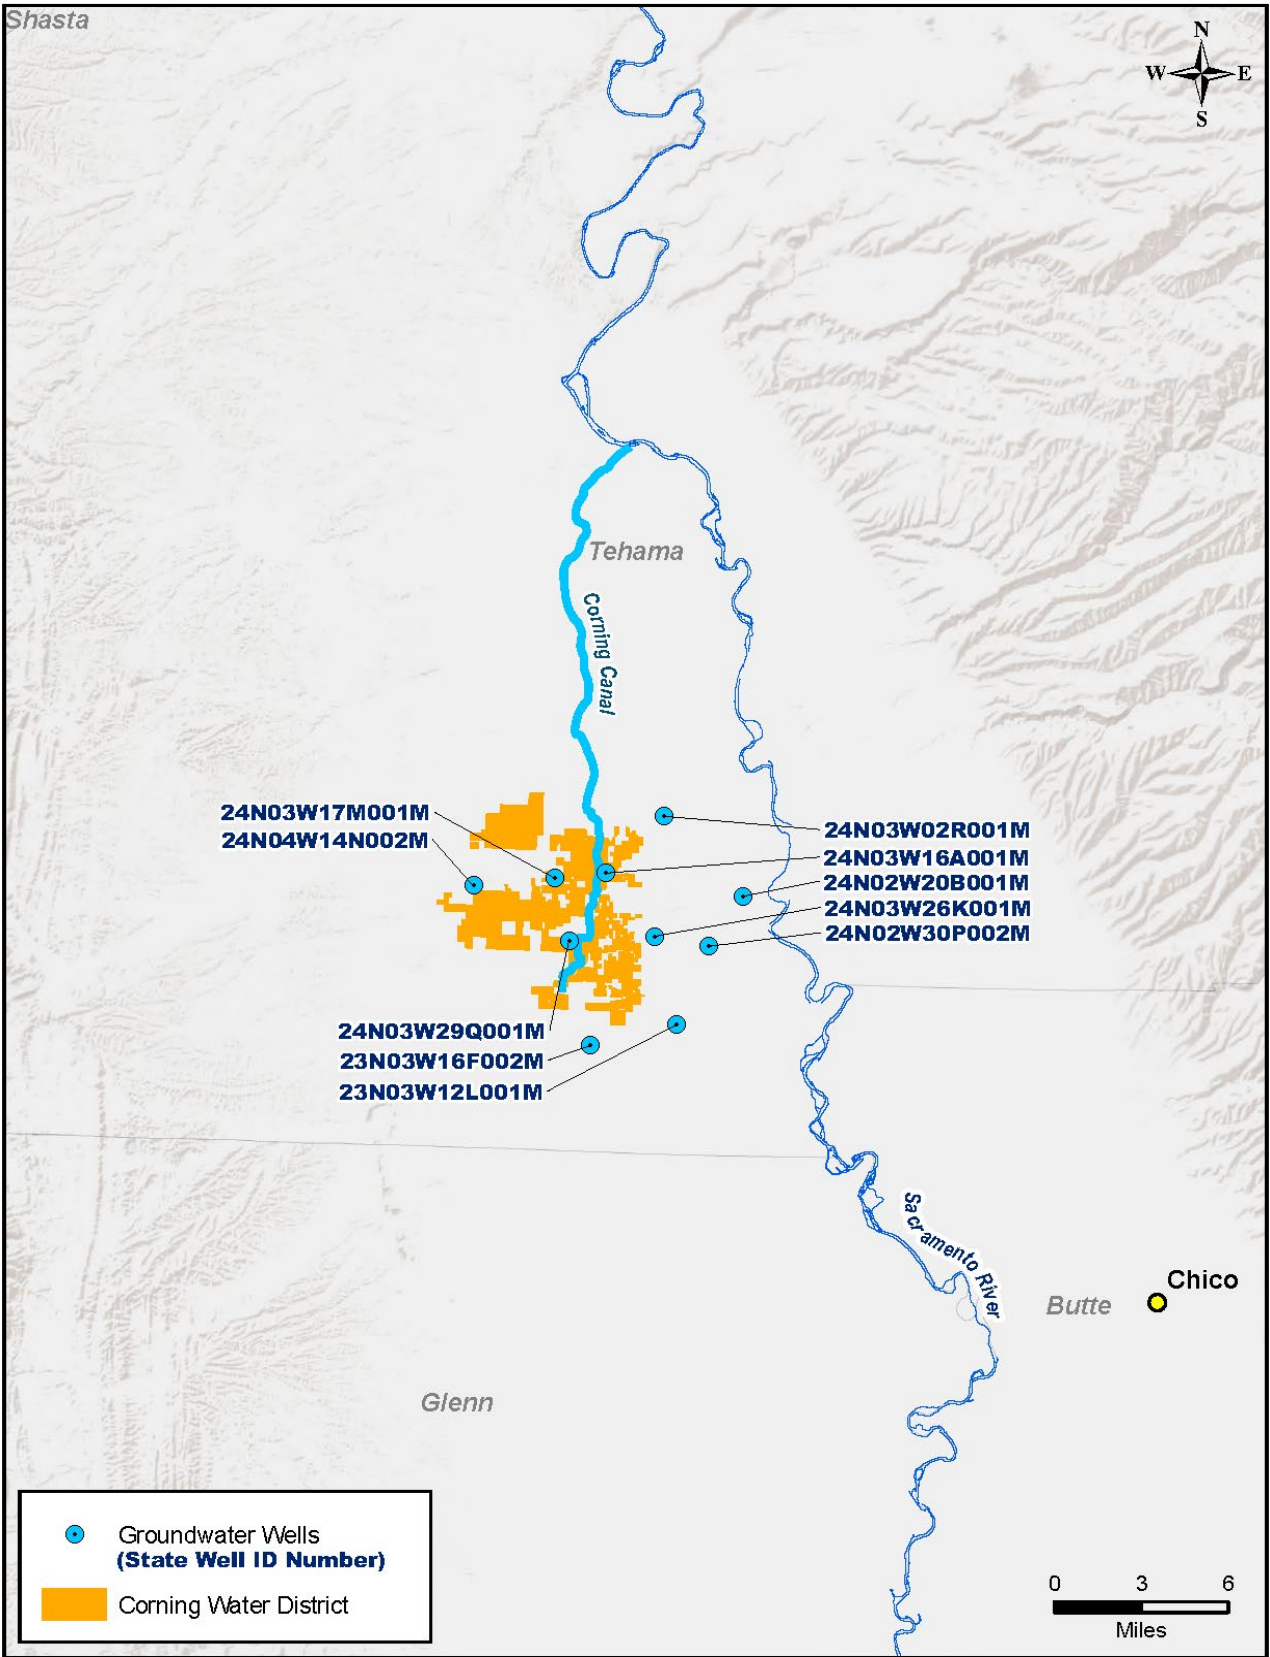 Shasta
N
W E
S
Tehama
Corning Canal
24N03W17M001M
24N04W14N002M
24N03W02R001M
24N03W16A001M
24N02W20B001M
24N03W26K001M
24N02W30P002M
24N03W29Q001M
23N03W16F002M
23N03W12L001M
Sacramento River
Chico
Butte
Glenn
Groundwater Wells
(State Well ID Number)
Corning Water District
0 3 6
Miles